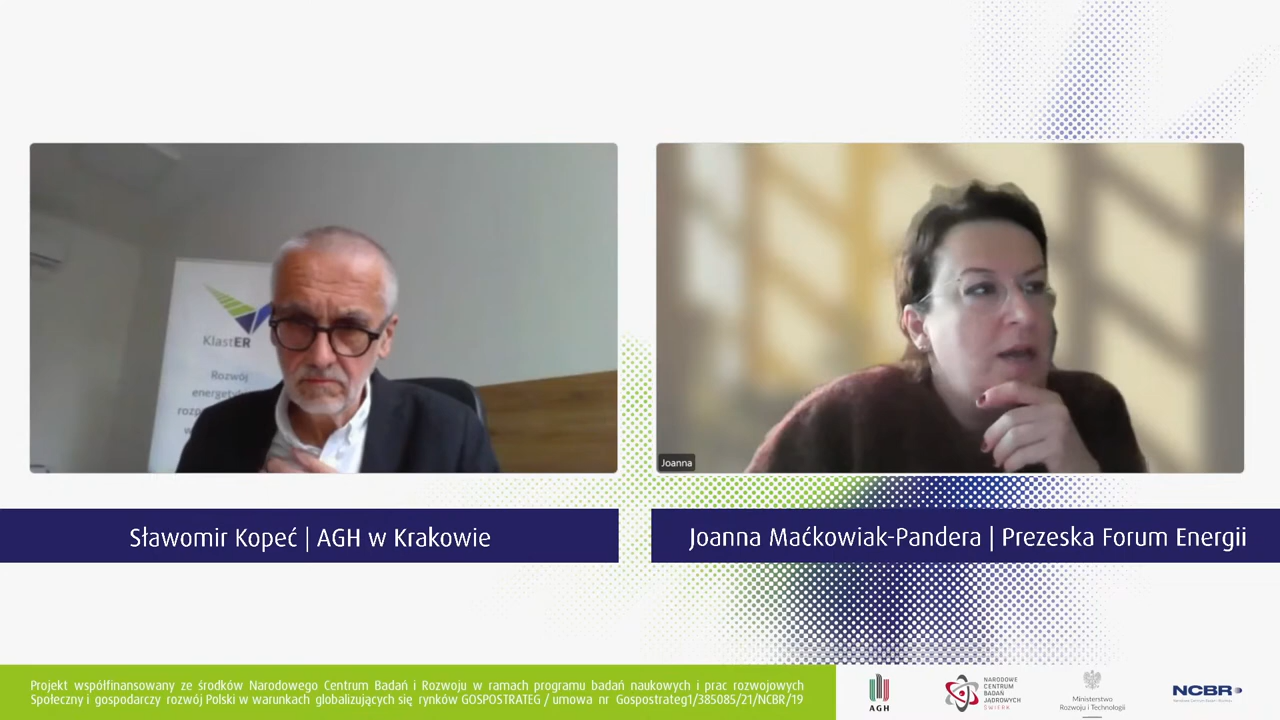 KlastER
Rozwój
Joanna
Sławomir Kopeć | AGH w Krakowie
Joanna Maćkowiak-Pandera | Prezeska Forum Energii
Projekt współfinansowany ze środków Narodowego Centrum Badań i Rozwoju w ramach programu badań naukowych i prac rozwojowych
Społeczny i gospodarczy rozwój Polski w warunkach globalizujących się rynków GOSPOSTRATEG / umowa nr Gospostrateg1/385085/21/NCBR/19
AGH
NARODOWE
CENTRUM
BADAŃ
JĄDROWYCH
ŚWIERK
Ministerstwo
Rozwoju i Technologii
NCBR